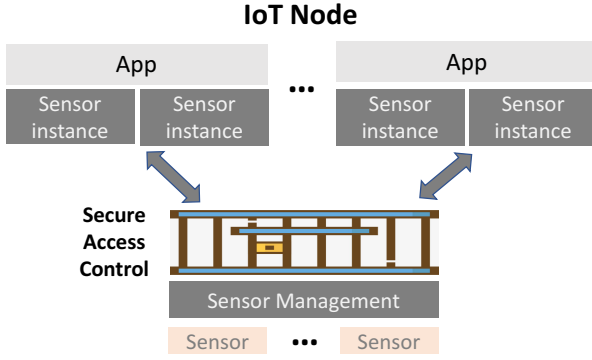 IoT Node
App
App
...
Sensor
instance
Sensor
instance
Sensor
instance
Sensor
instance
Secure
Access
Control
Sensor Management
Sensor
...
Sensor